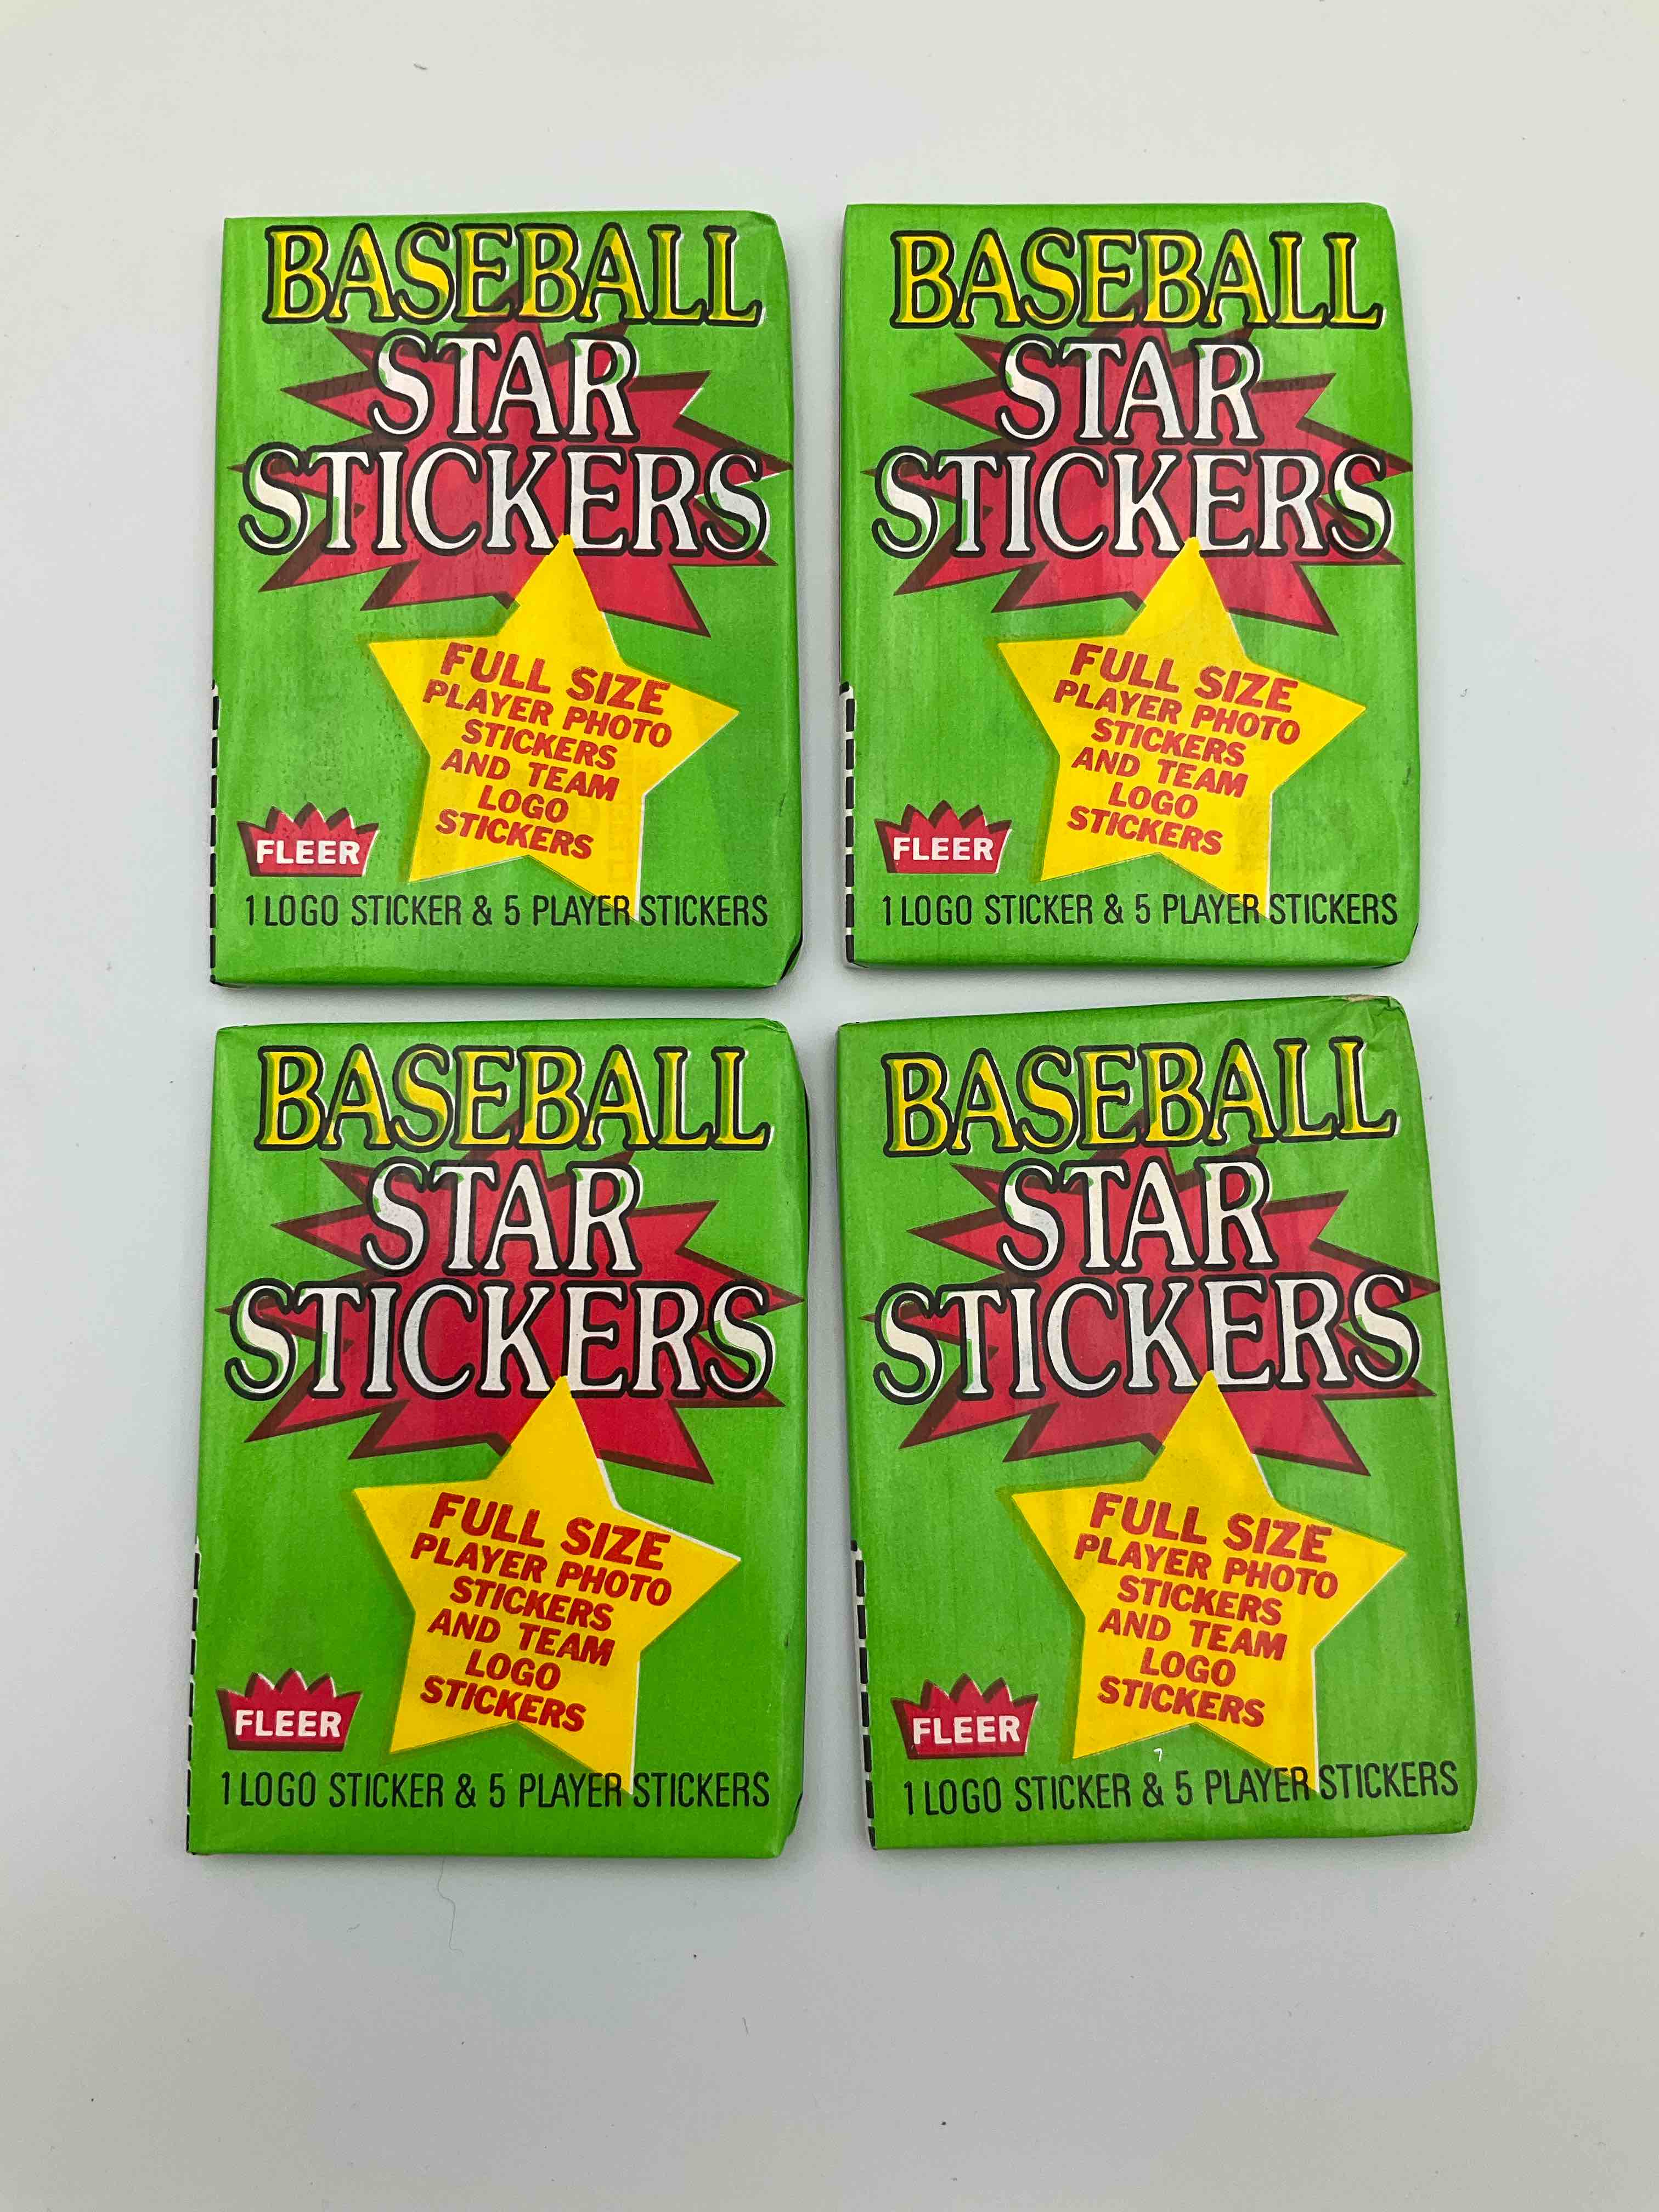 BASEBALL
STAR
STICKERS
FULL SIZE
PLAYER PHOTO
STICKERS
AND TEAM
LOGO
STICKERS
FLEER
1 LOGO STICKER & 5 PLAYER STICKERS
BASEBALL
STAR
STICKERS
FULL SIZE
PLAYER PHOTO
STICKERS
AND TEAM
LOGO
STICKERS
FLEER
1 LOGO STICKER & 5 PLAYER STICKERS
BASEBALL
STAR
STICKERS
FULL SIZE
PLAYER PHOTO
STICKERS
AND TEAM
LOGO
STICKERS
FLEER
1 LOGO STICKER & 5 PLAYER STICKERS
BASEBALL
STAR
STICKERS
FULL SIZE
PLAYER PHOTO
STICKERS
AND TEAM
LOGO
STICKERS
FLEER
1 LOGO STICKER & 5 PLAYER STICKERS